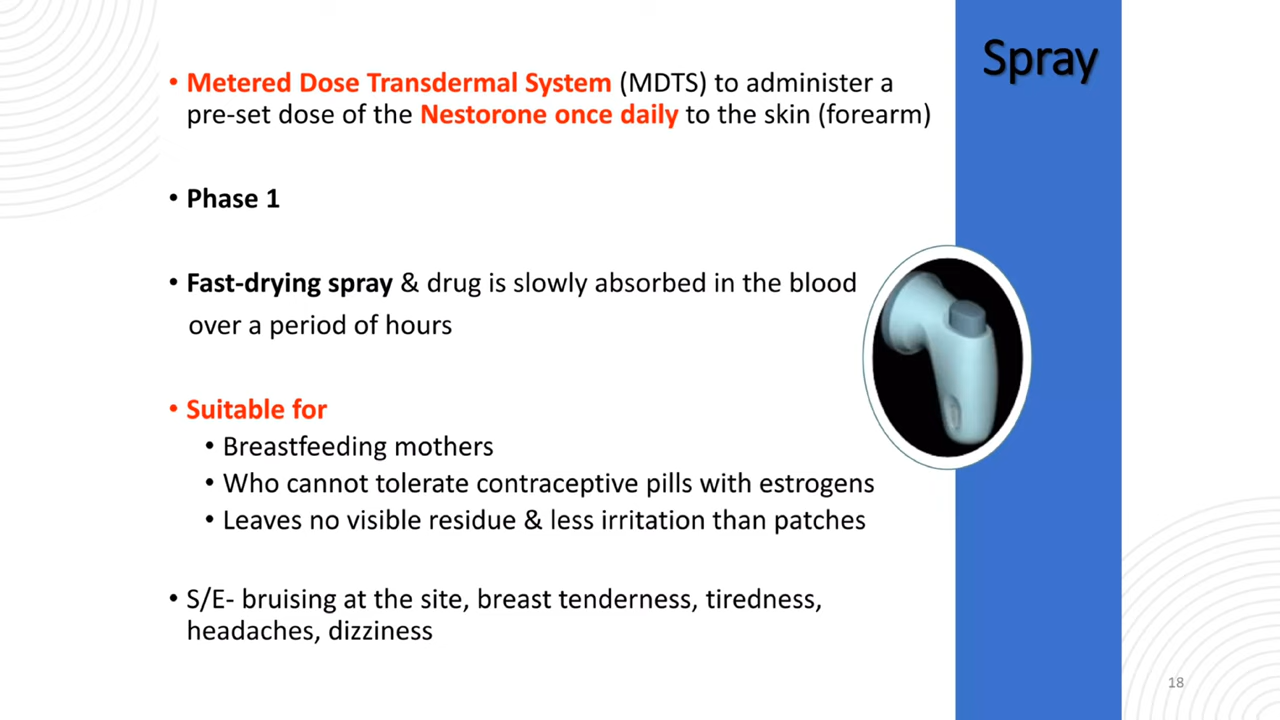 Spray
• Metered Dose Transdermal System (MDTS) to administer a
pre-set dose of the Nestorone once daily to the skin (forearm)
• Phase 1
• Fast-drying spray & drug is slowly absorbed in the blood
over a period of hours
• Suitable for
• Breastfeeding mothers
• Who cannot tolerate contraceptive pills with estrogens
• Leaves no visible residue & less irritation than patches
• S/E- bruising at the site, breast tenderness, tiredness,
headaches, dizziness
18